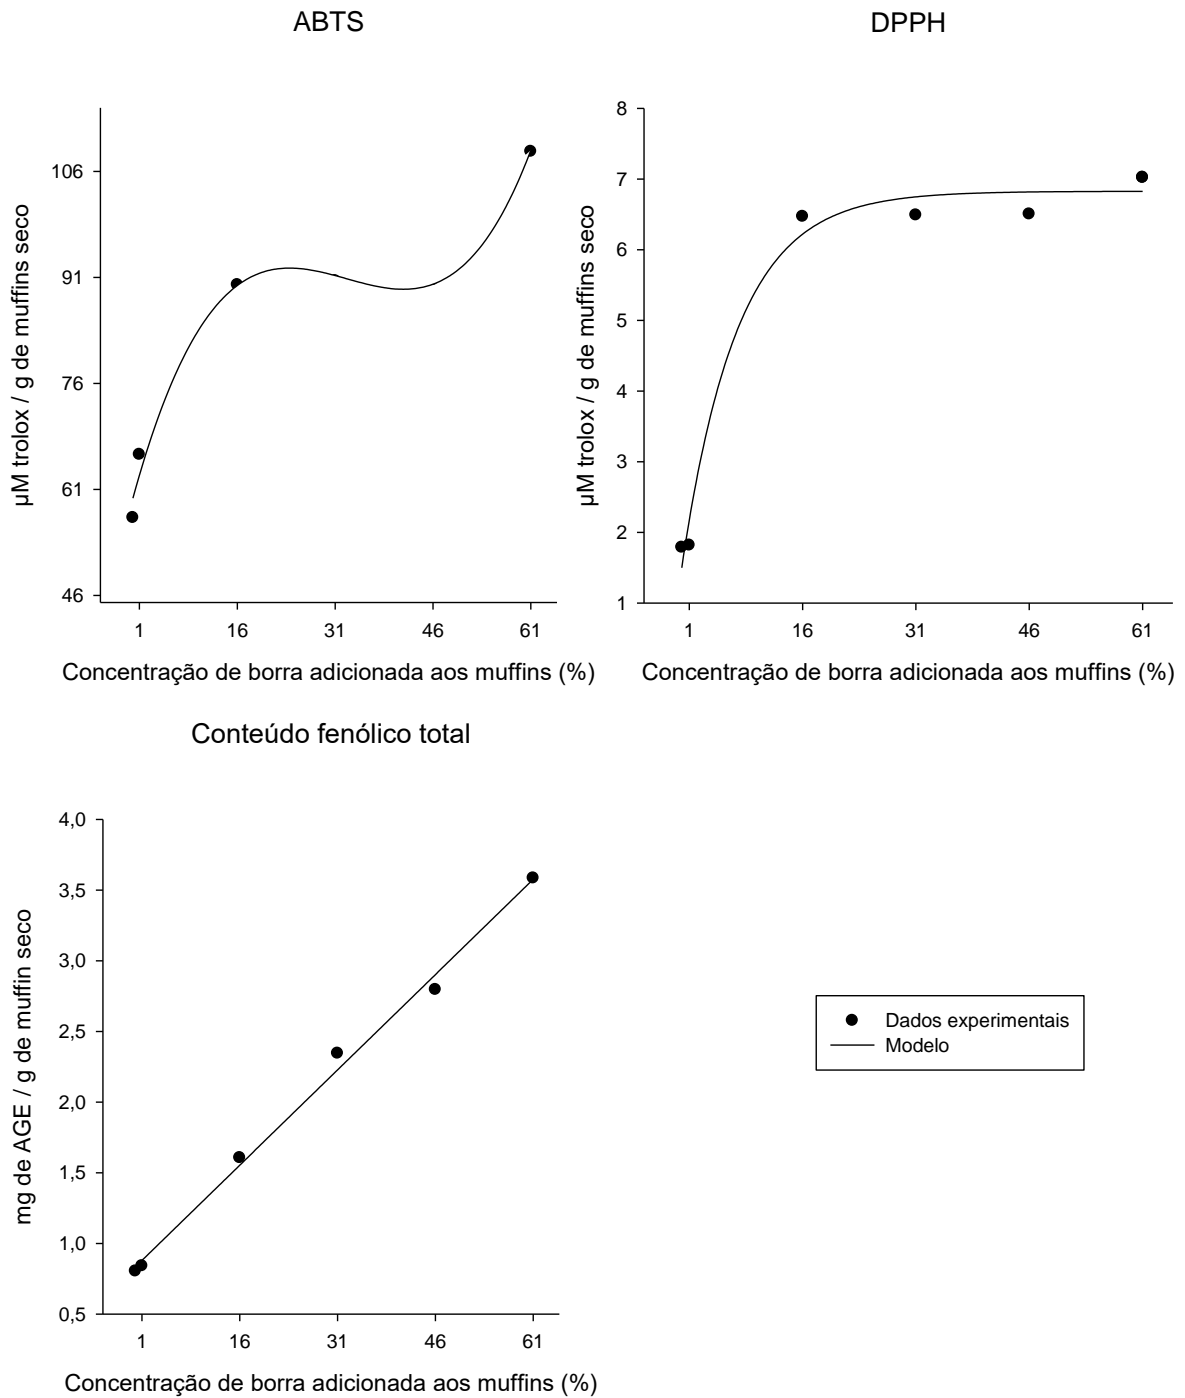 ABTS
µM trolox / g de muffins seco
106
91
76
61
46
1 16 31 46 61
Concentração de borra adicionada aos muffins (%)
DPPH
µM trolox / g de muffins seco
8
7
6
5
4
3
2
1
1 16 31 46 61
Concentração de borra adicionada aos muffins (%)
Conteúdo fenólico total
mg de AGE / g de muffin seco
4,0
3,5
3,0
2,5
2,0
1,5
1,0
0,5
1 16 31 46 61
Concentração de borra adicionada aos muffins (%)
Dados experimentais
Modelo